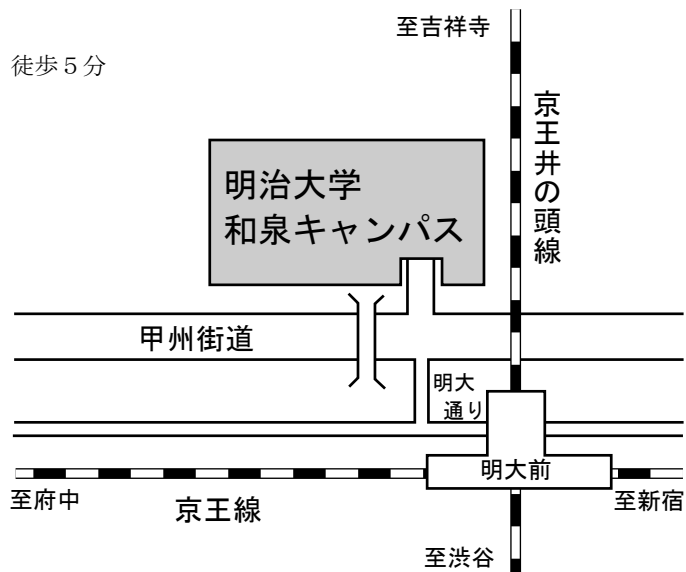 至吉祥寺
徒歩５分
京王井の頭線
明治大学
和泉キャンパス
甲州街道
明大
通り
明大前
至府中
京王線
至新宿
至渋谷